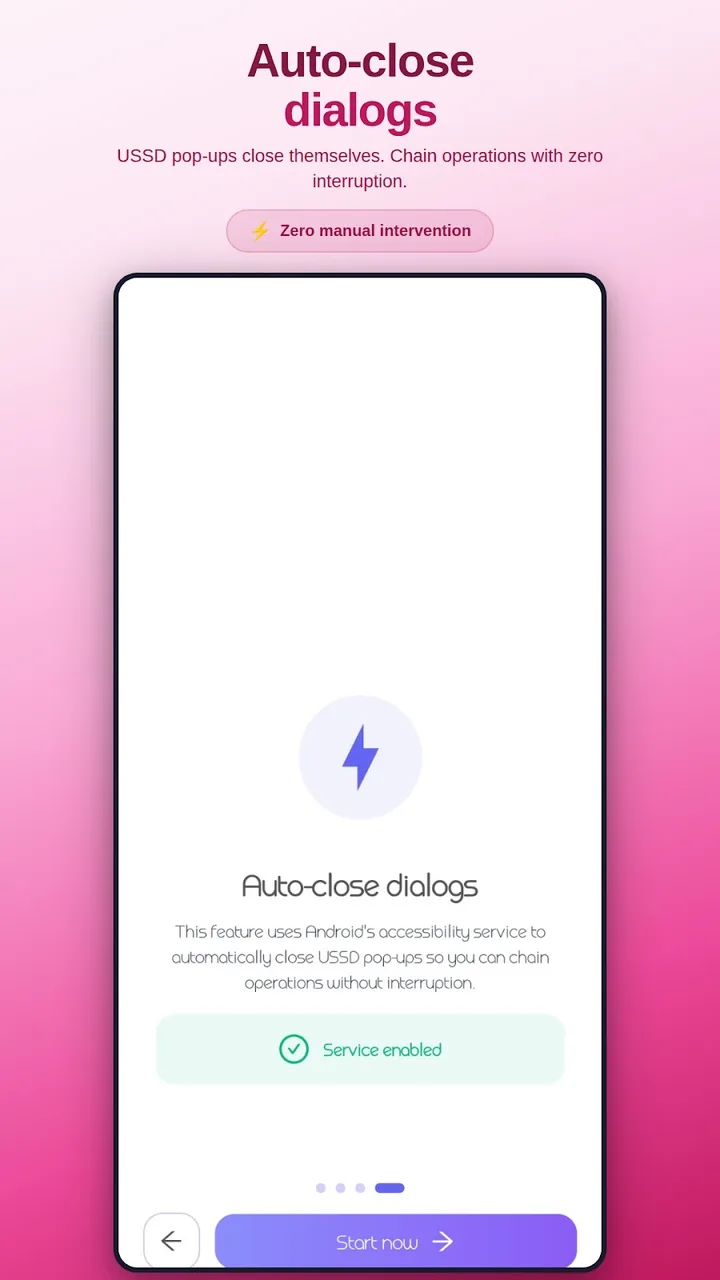 Auto-close
dialogs
USSD pop-ups close themselves. Chain operations with zero
interruption.
⚡ Zero manual intervention
Auto-close dialogs
This feature uses Android's accessibility service to
automatically close USSD pop-ups so you can chain
operations without interruption.
Service enabled
Start now